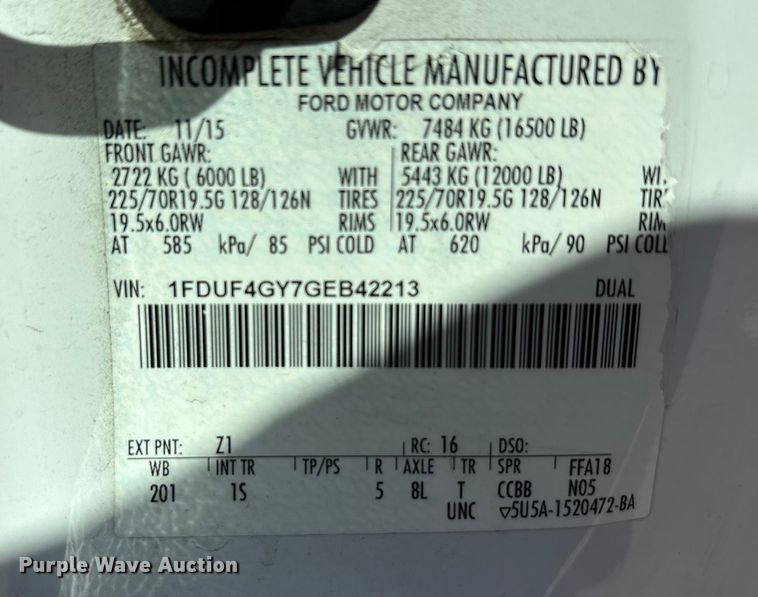 INCOMPLETE VEHICLE MANUFACTURED BY
FORD MOTOR COMPANY
DATE: 11/15 GVWR: 7484 KG (16500 LB)
FRONT GAWR: REAR GAWR:
2722 KG ( 6000 LB) WITH 5443 KG (12000 LB) WI
225/70R19.5G 128/126N TIRES 225/70R19.5G 128/126N TIR
19.5x6.0RW RIMS 19.5x6.0RW RIM
AT 585 kPa/ 85 PSI COLD AT 620 kPa/ 90 PSI COL
VIN: 1FDUF4GY7GEB42213 DUAL
EXT PNT: Z1 RC: 16 DSO:
WB INT TR TP/PS R AXLE TR SPR FFA18
201 1S 5 8L T CCBB N05
UNC ▽5U5A-1520472-BA
Purple Wave Auction